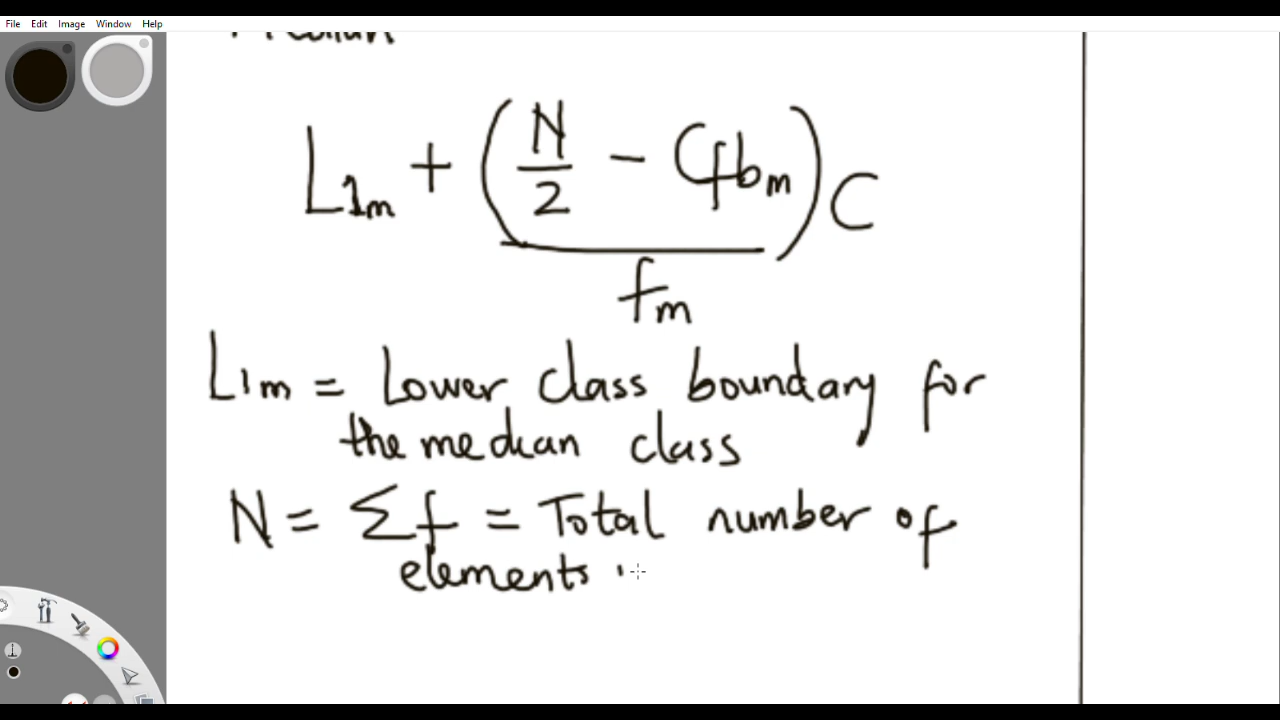 File Edit Image Window Help
Median
L1m + (N/2 - Cfbm) C
fm
L1m = Lower class boundary for
the median class
N = Σf = Total number of
elements